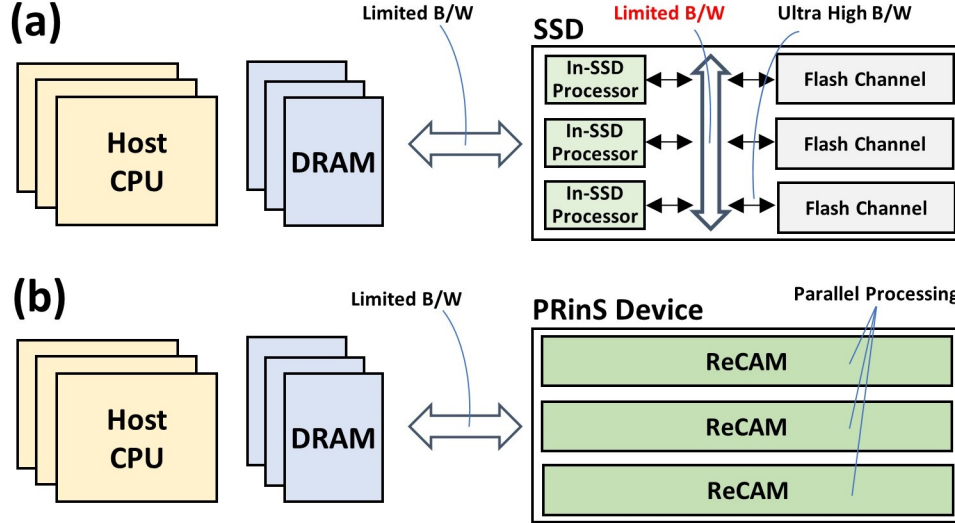 (a)
Limited B/W
Limited B/W
Ultra High B/W
SSD
Host
CPU
DRAM
In-SSD
Processor
In-SSD
Processor
In-SSD
Processor
Flash Channel
Flash Channel
Flash Channel
(b)
Limited B/W
PRinS Device
Parallel Processing
Host
CPU
DRAM
ReCAM
ReCAM
ReCAM